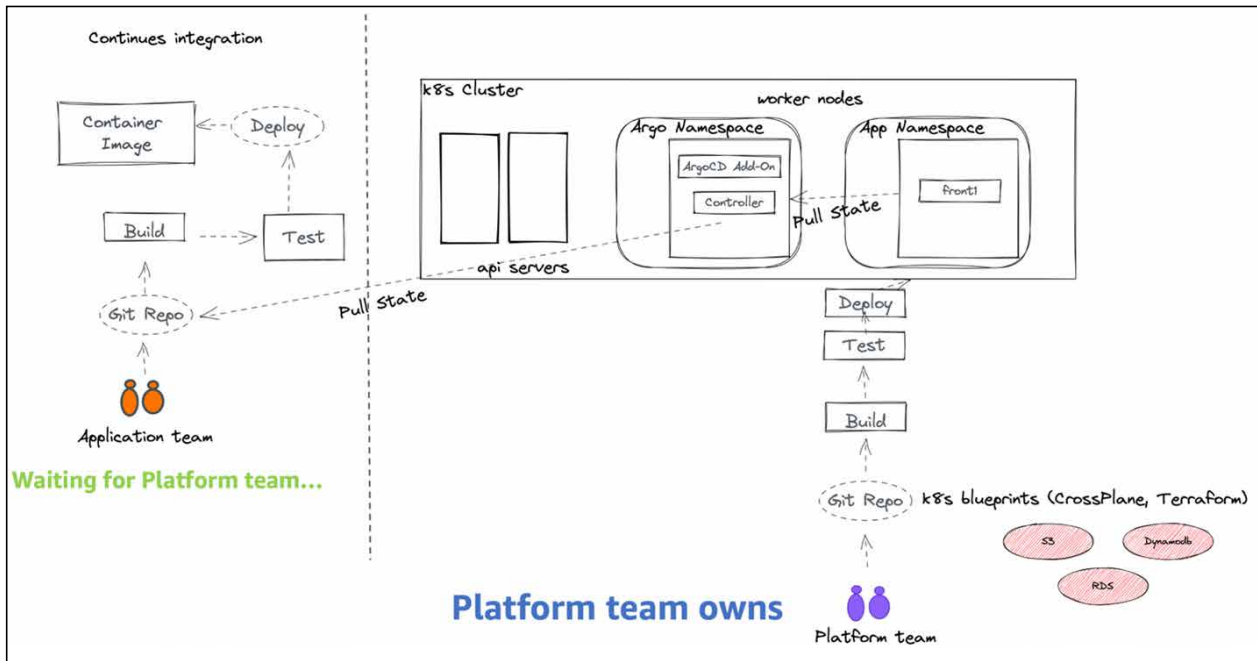 Continues integration
Container
Image
Deploy
Build
Test
Git Repo
Application team
Waiting for Platform team...
k8s Cluster
worker nodes
Argo Namespace
App Namespace
ArgoCD Add-On
Controller
front1
Pull State
api servers
Pull State
Deploy
Test
Build
Git Repo
k8s blueprints (CrossPlane, Terraform)
S3
Dynamodb
RDS
Platform team owns
Platform team